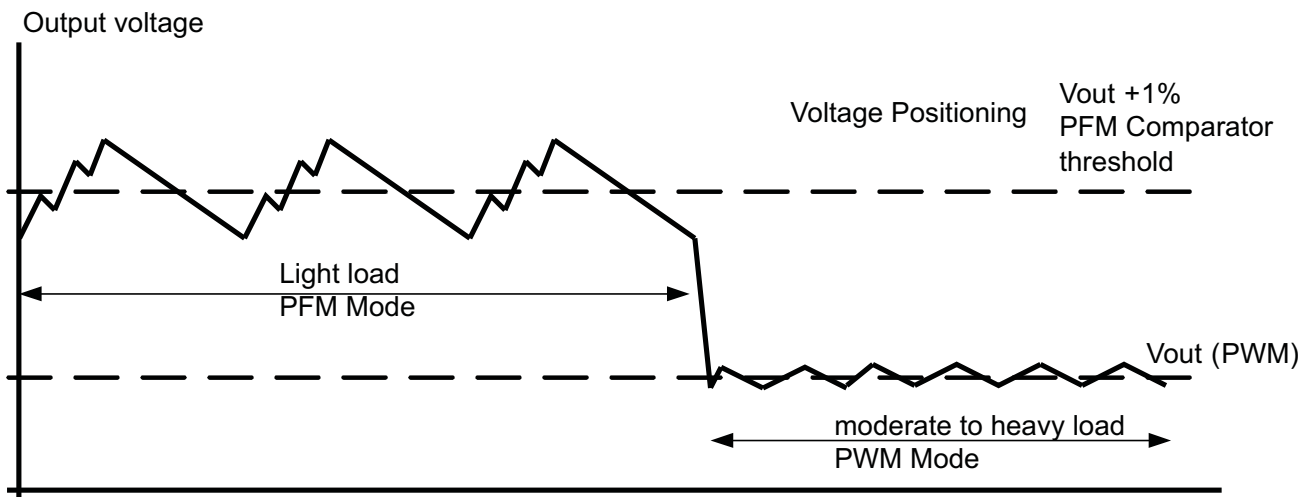 Output voltage
Voltage Positioning
Vout +1%
PFM Comparator
threshold
Light load
PFM Mode
Vout (PWM)
moderate to heavy load
PWM Mode